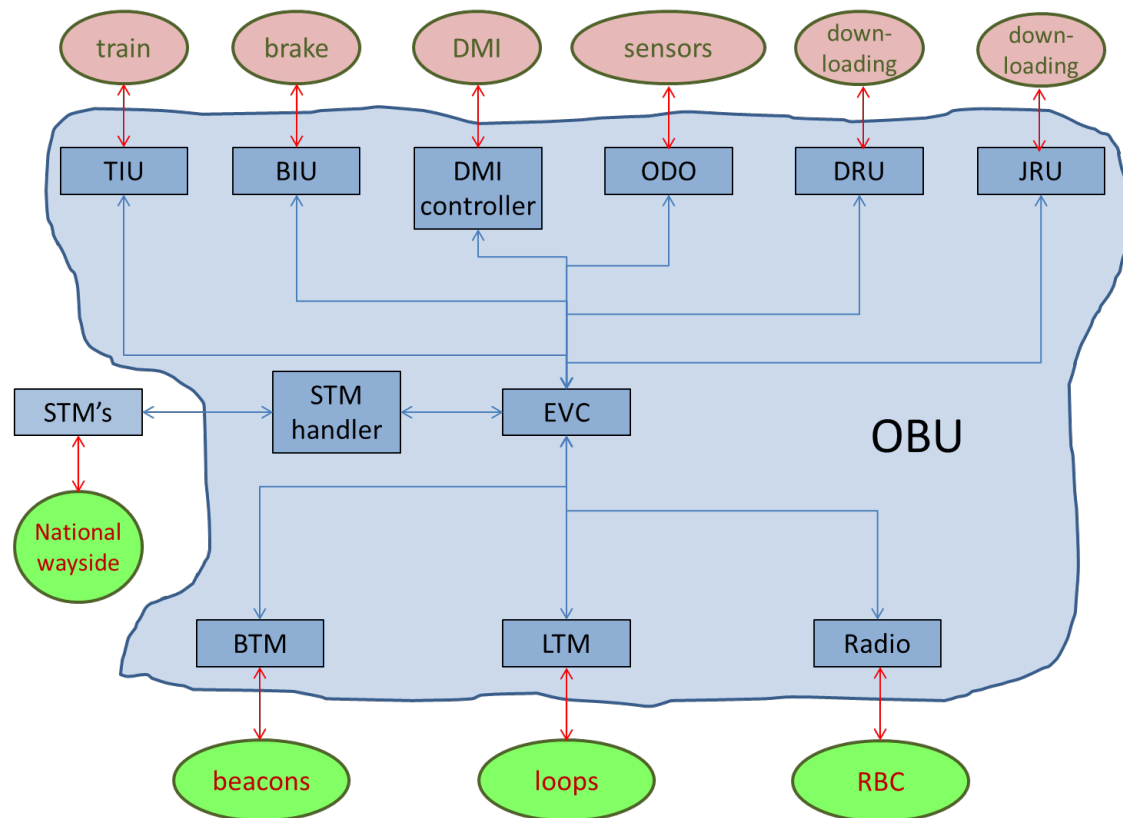 train
brake
DMI
sensors
down-
loading
down-
loading
TIU
BIU
DMI
controller
ODO
DRU
JRU
STM's
STM
handler
EVC
OBU
National
wayside
BTM
LTM
Radio
beacons
loops
RBC